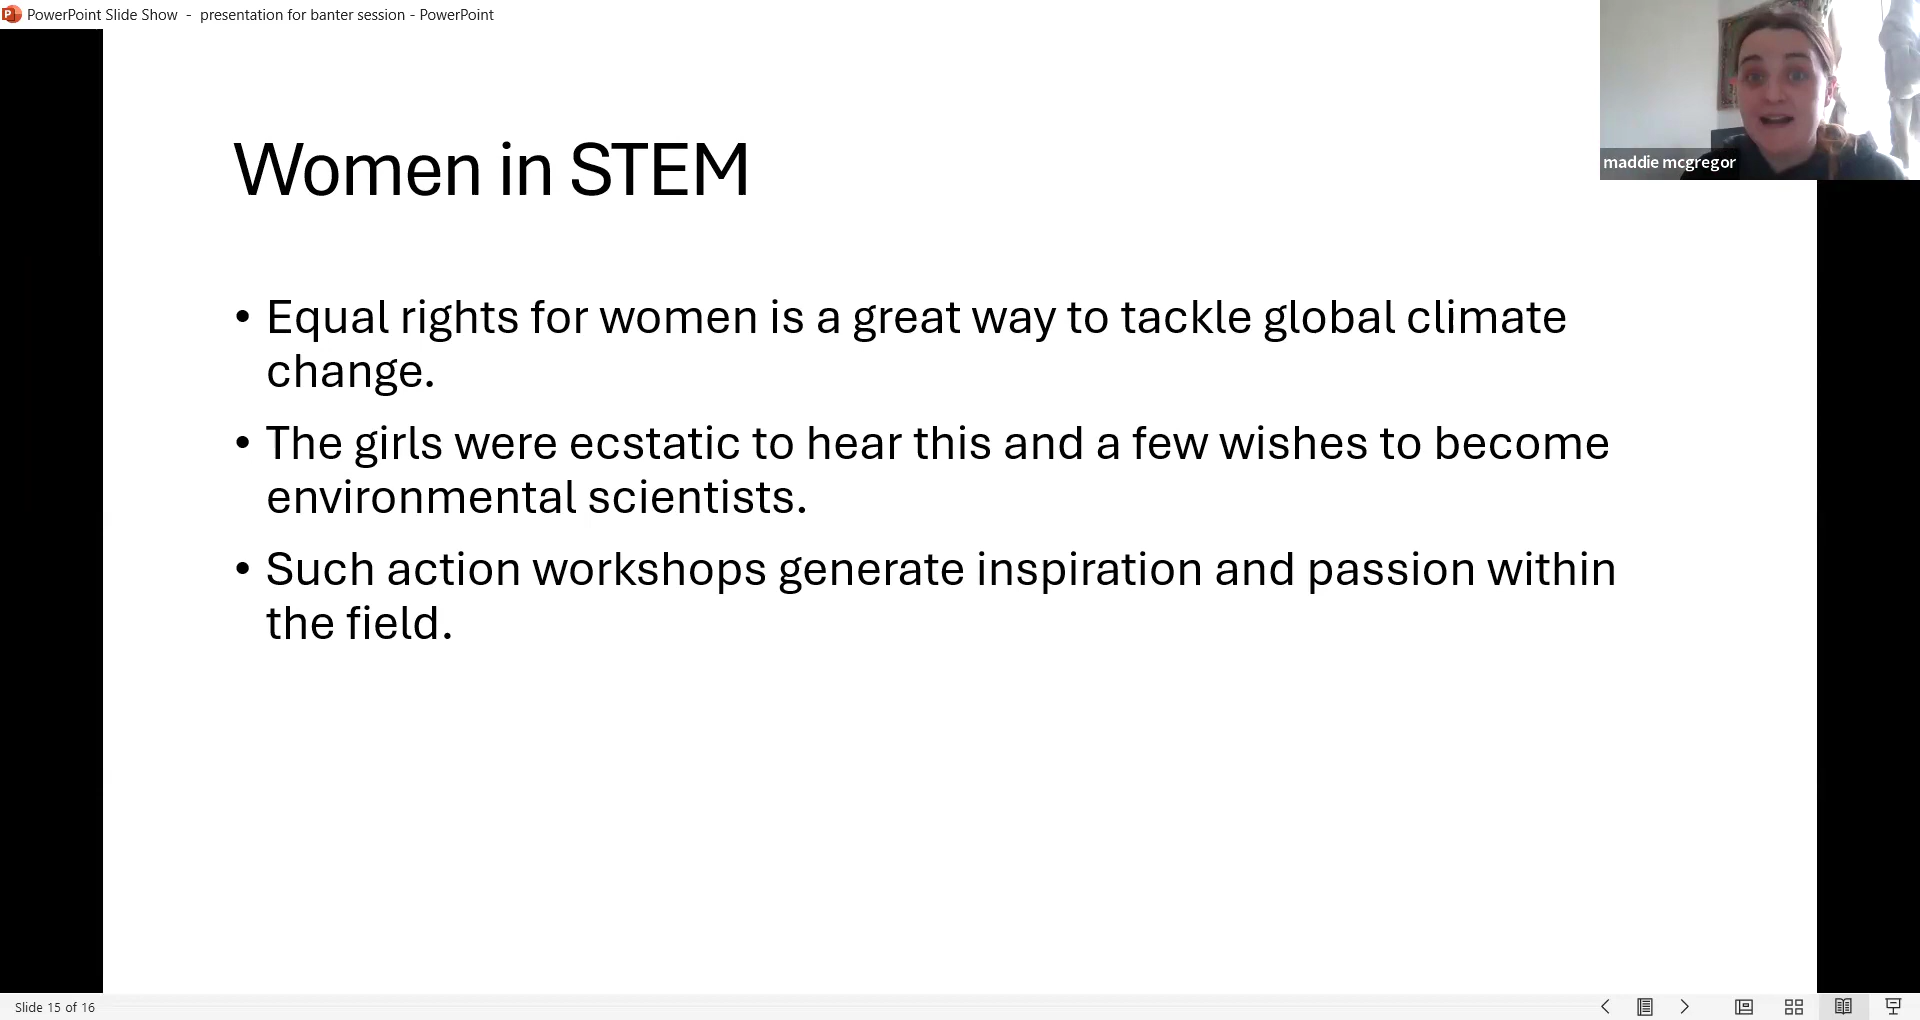 PowerPoint Slide Show - presentation for banter session - PowerPoint
maddie mcgregor
Women in STEM
• Equal rights for women is a great way to tackle global climate
change.
• The girls were ecstatic to hear this and a few wishes to become
environmental scientists.
• Such action workshops generate inspiration and passion within
the field.
Slide 15 of 16